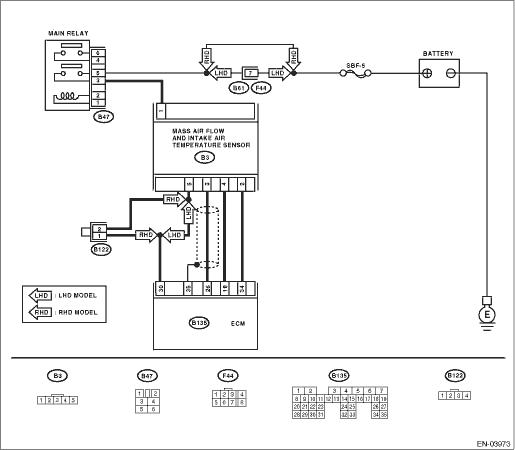 MAIN RELAY
6
4
5
3
2
1
B47
RHD
LHD
7
LHD
RHD
B61
F44
SBF-5
BATTERY
1
MASS AIR FLOW
AND INTAKE AIR
TEMPERATURE SENSOR
B3
5
3
4
2
RHD
LHD
2
1
B122
RHD
LHD
30
35
26
18
34
B135
ECM
E
LHD : LHD MODEL
RHD : RHD MODEL
B3
B47
F44
B135
B122
1 2 3 4 5
1 2
3 4
5 6
1 2 3 4
5 6 7 8
1 2 3 4 5 6 7
8 9 10 11 12 13 14 15 16 17 18 19
20 21 22 23 24 25 26 27
28 29 30 31 32 33 34 35
1 2 3 4
EN-03973